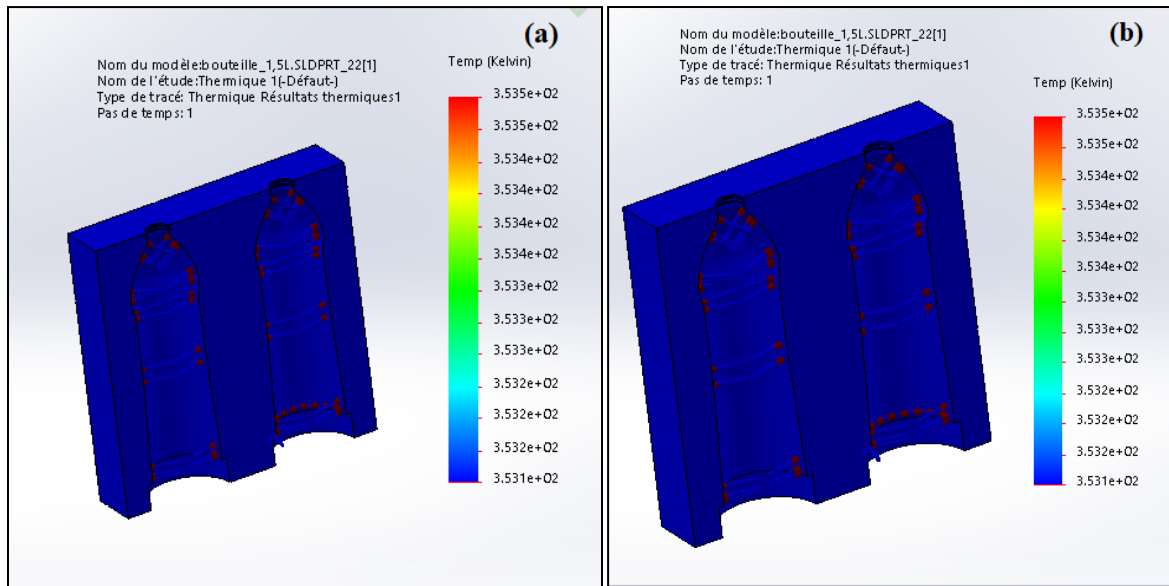 (a)
Nom du modèle:bouteille_1,5L.SLDPRT_22[1]
Nom de l'étude:Thermique 1(-Défaut-)
Type de tracé: Thermique Résultats thermiques1
Pas de temps: 1
Temp (Kelvin)
3.535e+02
3.535e+02
3.534e+02
3.534e+02
3.534e+02
3.534e+02
3.533e+02
3.533e+02
3.533e+02
3.532e+02
3.532e+02
3.532e+02
3.531e+02
(b)
Nom du modèle:bouteille_1,5L.SLDPRT_22[1]
Nom de l'étude:Thermique 1(-Défaut-)
Type de tracé: Thermique Résultats thermiques1
Pas de temps: 1
Temp (Kelvin)
3.535e+02
3.535e+02
3.534e+02
3.534e+02
3.534e+02
3.534e+02
3.533e+02
3.533e+02
3.533e+02
3.532e+02
3.532e+02
3.532e+02
3.531e+02